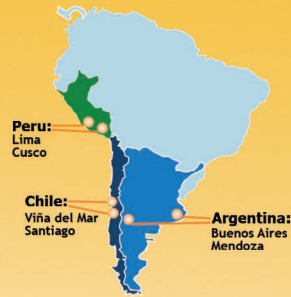 Peru:
Lima
Cusco
Chile:
Viña del Mar
Santiago
Argentina:
Buenos Aires
Mendoza